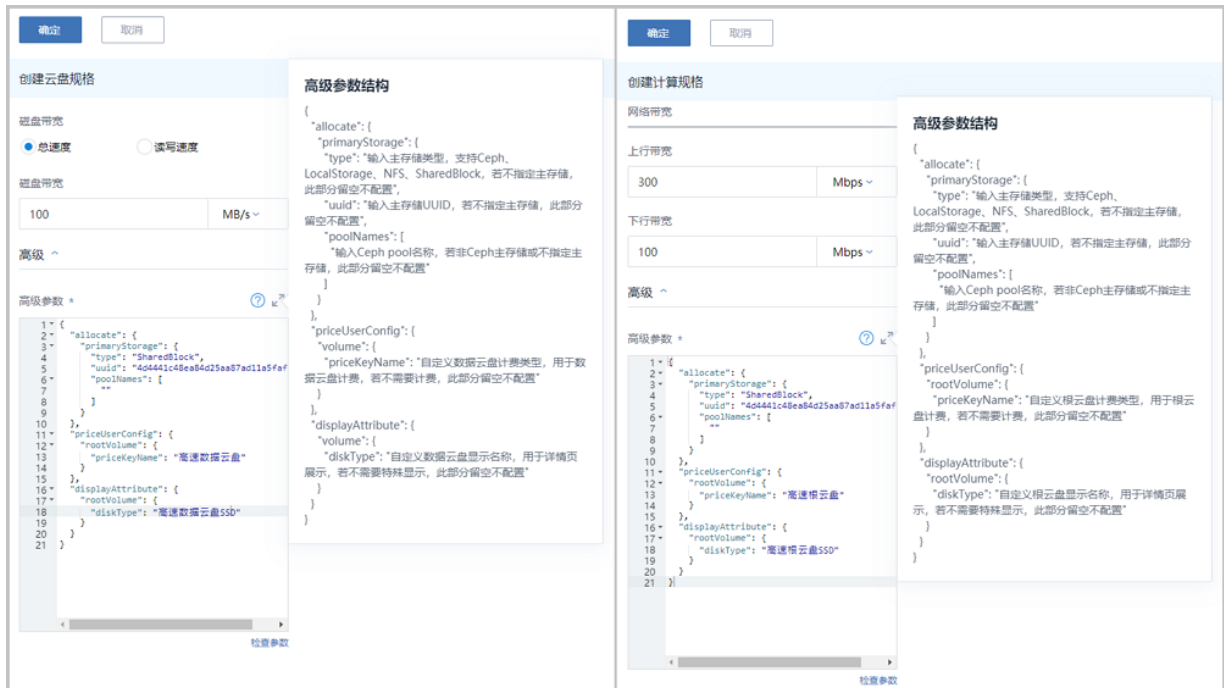 确定
取消
创建云盘规格
磁盘带宽
总速度
读写速度
磁盘带宽
100
MB/s
高级
高级参数 *
1 {
2 "allocate": {
3 "primaryStorage": {
4 "type": "SharedBlock",
5 "uuid": "4d4441c48ea84d25aa87ad11a5faf
6 "poolNames": [
7 ""
8 ]
9 }
10 },
11 "priceUserConfig": {
12 "rootVolume": {
13 "priceKeyName": "高速数据云盘"
14 }
15 },
16 "displayAttribute": {
17 "rootVolume": {
18 "diskType": "高速数据云盘SSD"
19 }
20 }
21 }
检查参数
高级参数结构
{
"allocate": {
"primaryStorage": {
"type": "输入主存储类型，支持Ceph、
LocalStorage、NFS、SharedBlock，若不指定主存储，
此部分留空不配置",
"uuid": "输入主存储UUID，若不指定主存储，此部分
留空不配置",
"poolNames": [
"输入Ceph pool名称，若非Ceph主存储或不指定主
存储，此部分留空不配置"
]
}
},
"priceUserConfig": {
"volume": {
"priceKeyName": "自定义数据云盘计费类型，用于数
据云盘计费，若不需要计费，此部分留空不配置"
}
},
"displayAttribute": {
"volume": {
"diskType": "自定义数据云盘显示名称，用于详情页
展示，若不需要特殊显示，此部分留空不配置"
}
}
}
确定
取消
创建计算规格
网络带宽
上行带宽
300
Mbps
下行带宽
100
Mbps
高级
高级参数 *
1 {
2 "allocate": {
3 "primaryStorage": {
4 "type": "SharedBlock",
5 "uuid": "4d4441c48ea84d25aa87ad11a5faf
6 "poolNames": [
7 ""
8 ]
9 }
10 },
11 "priceUserConfig": {
12 "rootVolume": {
13 "priceKeyName": "高速根云盘"
14 }
15 },
16 "displayAttribute": {
17 "rootVolume": {
18 "diskType": "高速根云盘SSD"
19 }
20 }
21 }
检查参数
高级参数结构
{
"allocate": {
"primaryStorage": {
"type": "输入主存储类型，支持Ceph、
LocalStorage、NFS、SharedBlock，若不指定主存储，
此部分留空不配置",
"uuid": "输入主存储UUID，若不指定主存储，此部分
留空不配置",
"poolNames": [
"输入Ceph pool名称，若非Ceph主存储或不指定主
存储，此部分留空不配置"
]
}
},
"priceUserConfig": {
"rootVolume": {
"priceKeyName": "自定义根云盘计费类型，用于根云
盘计费，若不需要计费，此部分留空不配置"
}
},
"displayAttribute": {
"rootVolume": {
"diskType": "自定义根云盘显示名称，用于详情页展
示，若不需要特殊显示，此部分留空不配置"
}
}
}